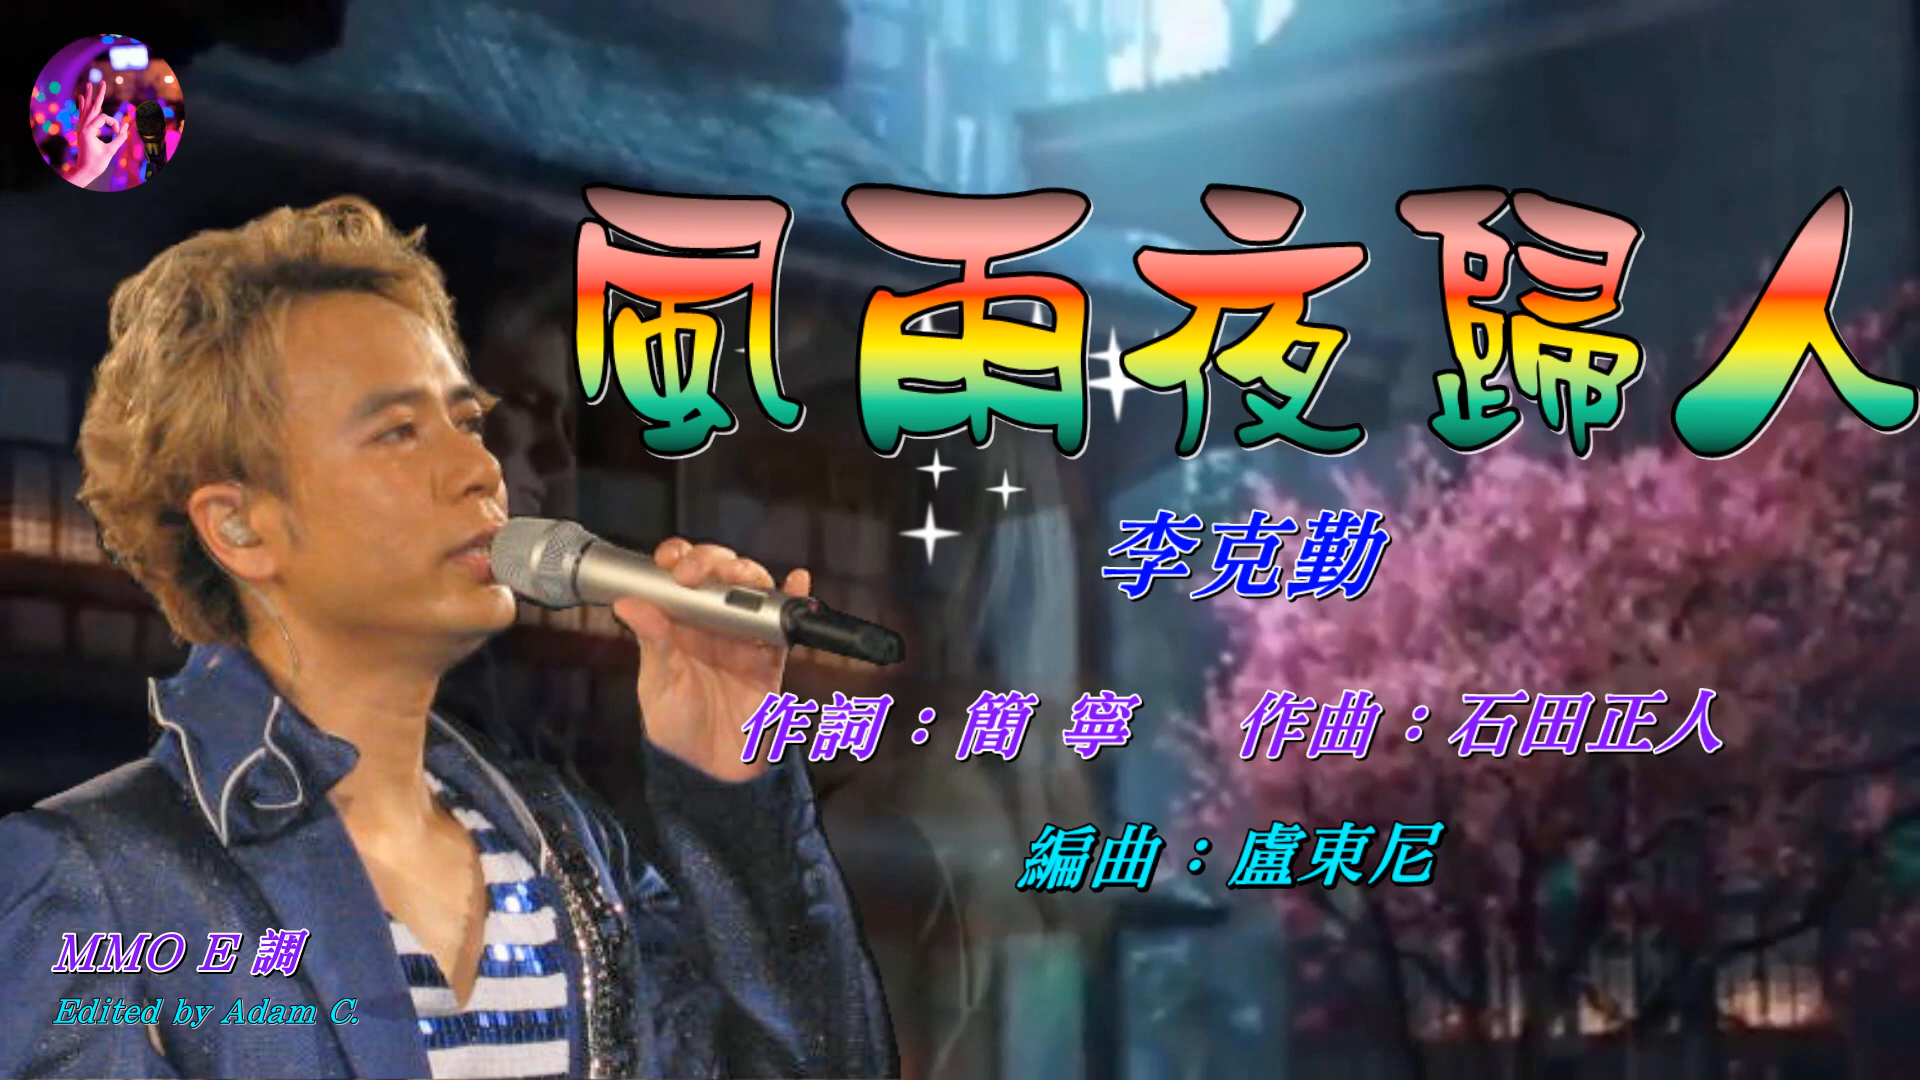 風雨夜歸人
李克勤
作詞：簡 寧 作曲：石田正人
編曲：盧東尼
MMO E 調
Edited by Adam C.